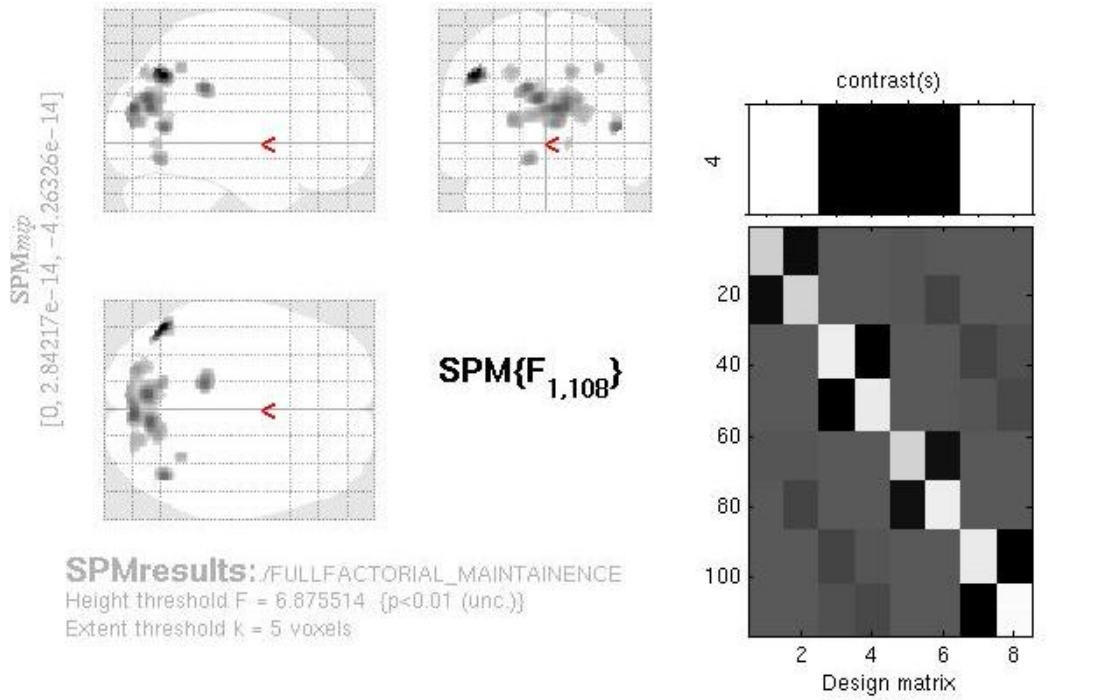 SPMmip
[0, 2.84217e-14, -4.26326e-14]
SPM{F1,108}
SPMresults: ./FULLFACTORIAL_MAINTAINENCE
Height threshold F = 6.875514 {p<0.01 (unc.)}
Extent threshold k = 5 voxels
contrast(s)
4
20
40
60
80
100
2 4 6 8
Design matrix